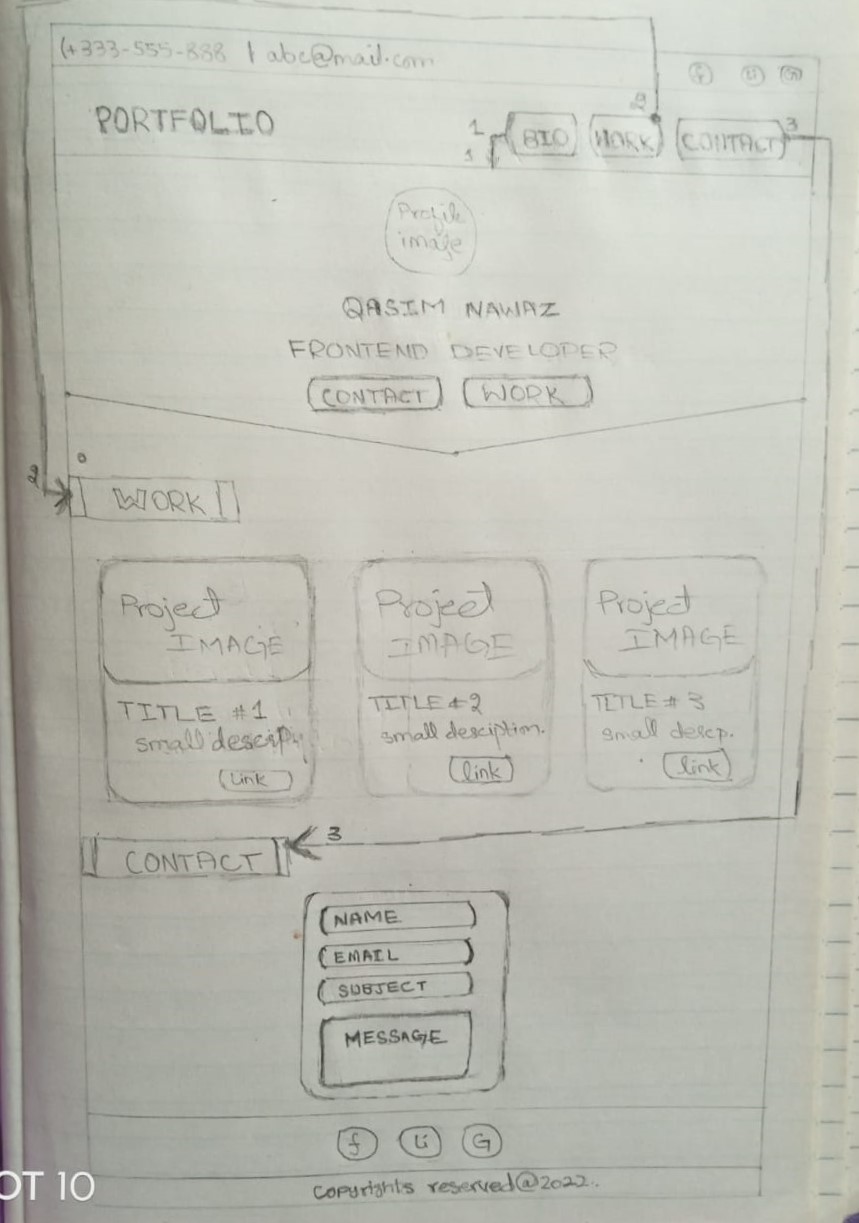 (+333-555-888 | abc@mail.com
f Li G
PORTFOLIO
1 BIO 2 WORK CONTACT 3
1
Profile
image
QASIM NAWAZ
FRONTEND DEVELOPER
CONTACT WORK
2 WORK
Project IMAGE
TITLE #1
small descrip
Link
Project IMAGE
TITLE #2
small desciption.
link
Project IMAGE
TITLE # 3
small descp.
link
3
CONTACT
NAME
EMAIL
SUBJECT
MESSAGE
f Li G
copyrights reserved@2022.
OT 10